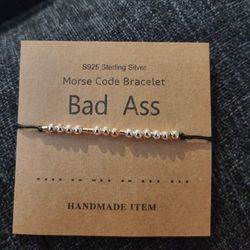 S925 Sterling Silver
Morse Code Bracelet
Bad Ass
HANDMADE ITEM